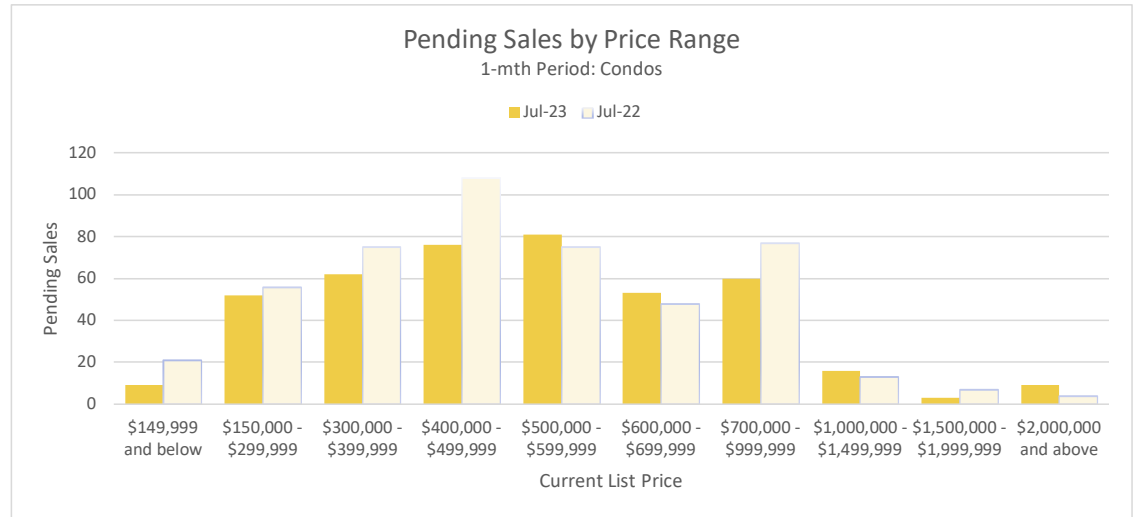 Pending Sales by Price Range
1-mth Period: Condos
Jul-23 Jul-22
120
100
80
60
40
20
0
Pending Sales
$149,999 and below
$150,000 - $299,999
$300,000 - $399,999
$400,000 - $499,999
$500,000 - $599,999
$600,000 - $699,999
$700,000 - $999,999
$1,000,000 - $1,499,999
$1,500,000 - $1,999,999
$2,000,000 and above
Current List Price